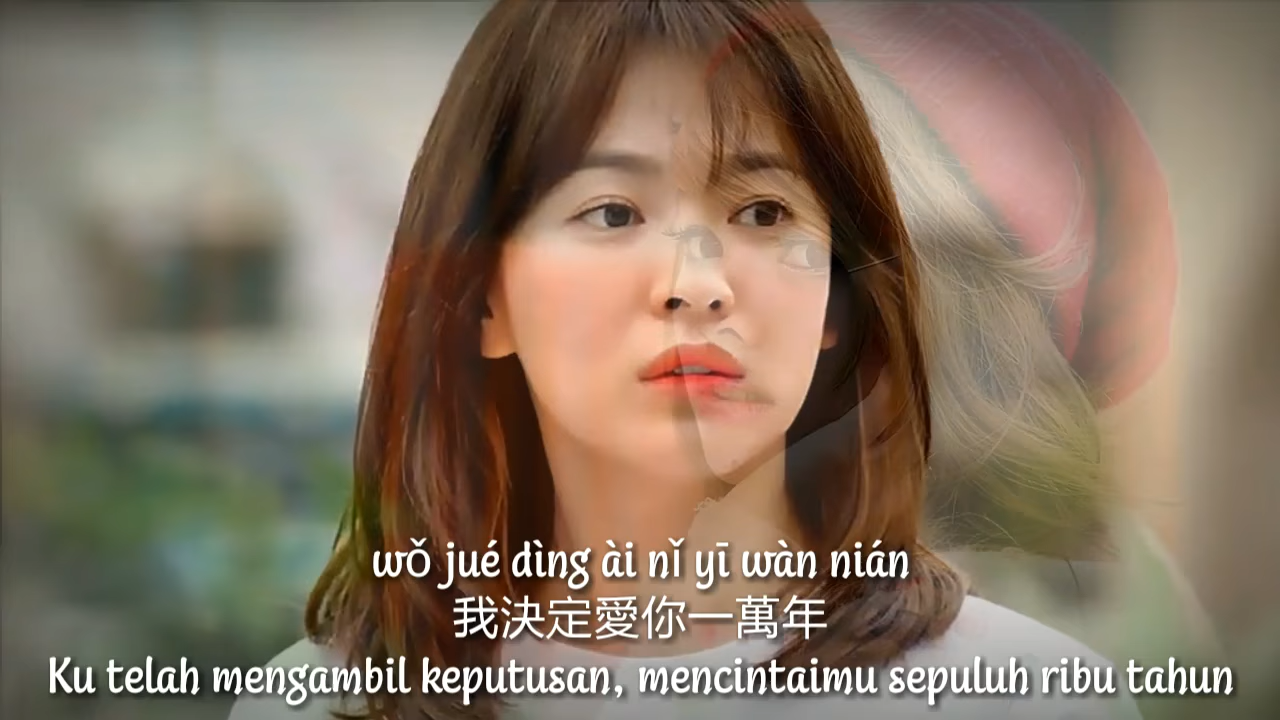 wǒ jué dìng ài nǐ yī wàn nián
我決定愛你一萬年
Ku telah mengambil keputusan, mencintaimu sepuluh ribu tahun